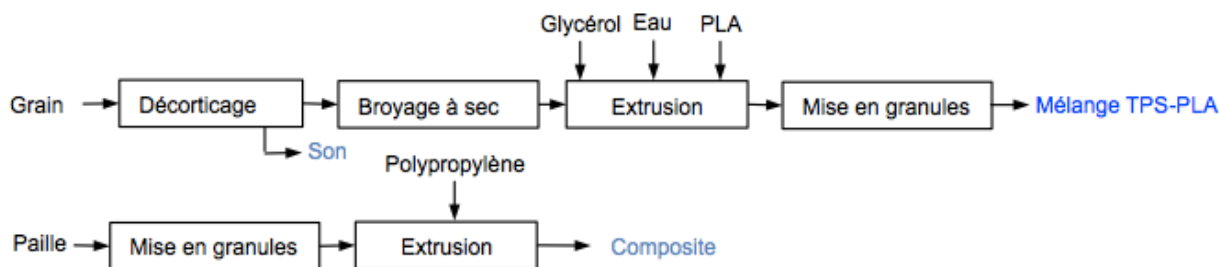 Glycérol Eau PLA
Grain Décorticage Broyage à sec Extrusion Mise en granules Mélange TPS-PLA
Son
Polypropylène
Paille Mise en granules Extrusion Composite